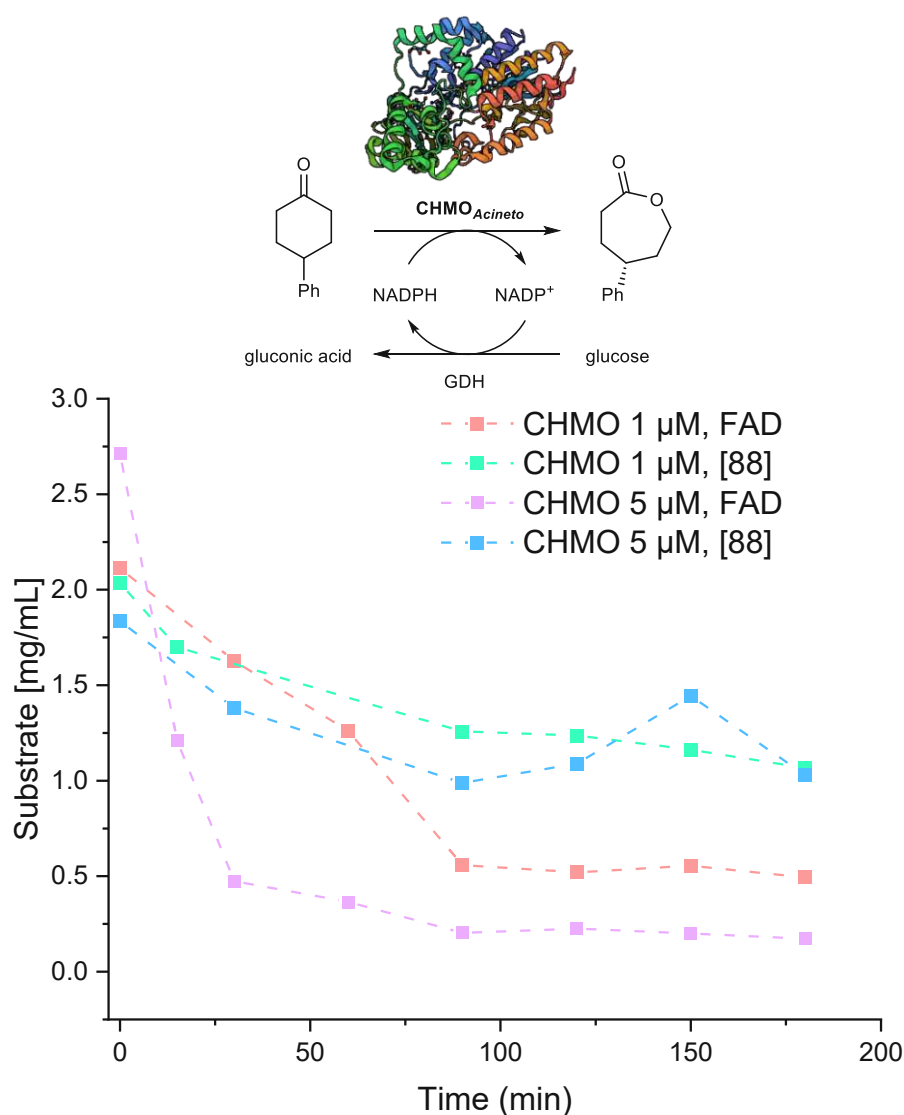 O
O
O
CHMO_Acineto
Ph
NADPH
NADP⁺
Ph
gluconic acid
glucose
GDH
3.0
2.5
2.0
1.5
1.0
0.5
0.0
Substrate [mg/mL]
CHMO 1 µM, FAD
CHMO 1 µM, [88]
CHMO 5 µM, FAD
CHMO 5 µM, [88]
0
50
100
150
200
Time (min)